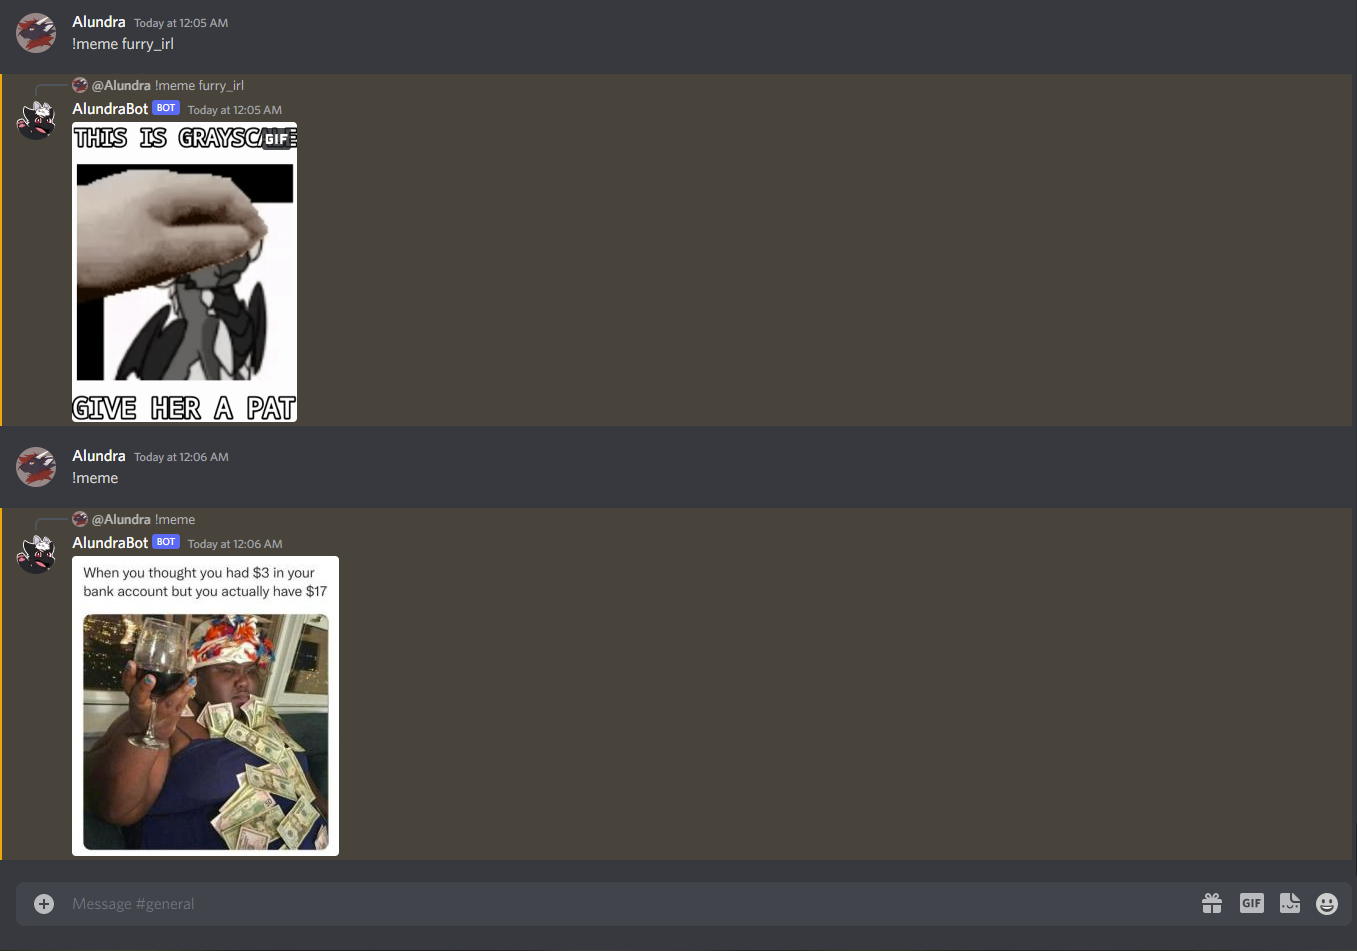 Alundra Today at 12:05 AM
!meme furry_irl
@Alundra !meme furry_irl
AlundraBot BOT Today at 12:05 AM
THIS IS GRAYSCALE
GIF
GIVE HER A PAT
Alundra Today at 12:06 AM
!meme
@Alundra !meme
AlundraBot BOT Today at 12:06 AM
When you thought you had $3 in your
bank account but you actually have $17
Message #general
GIF